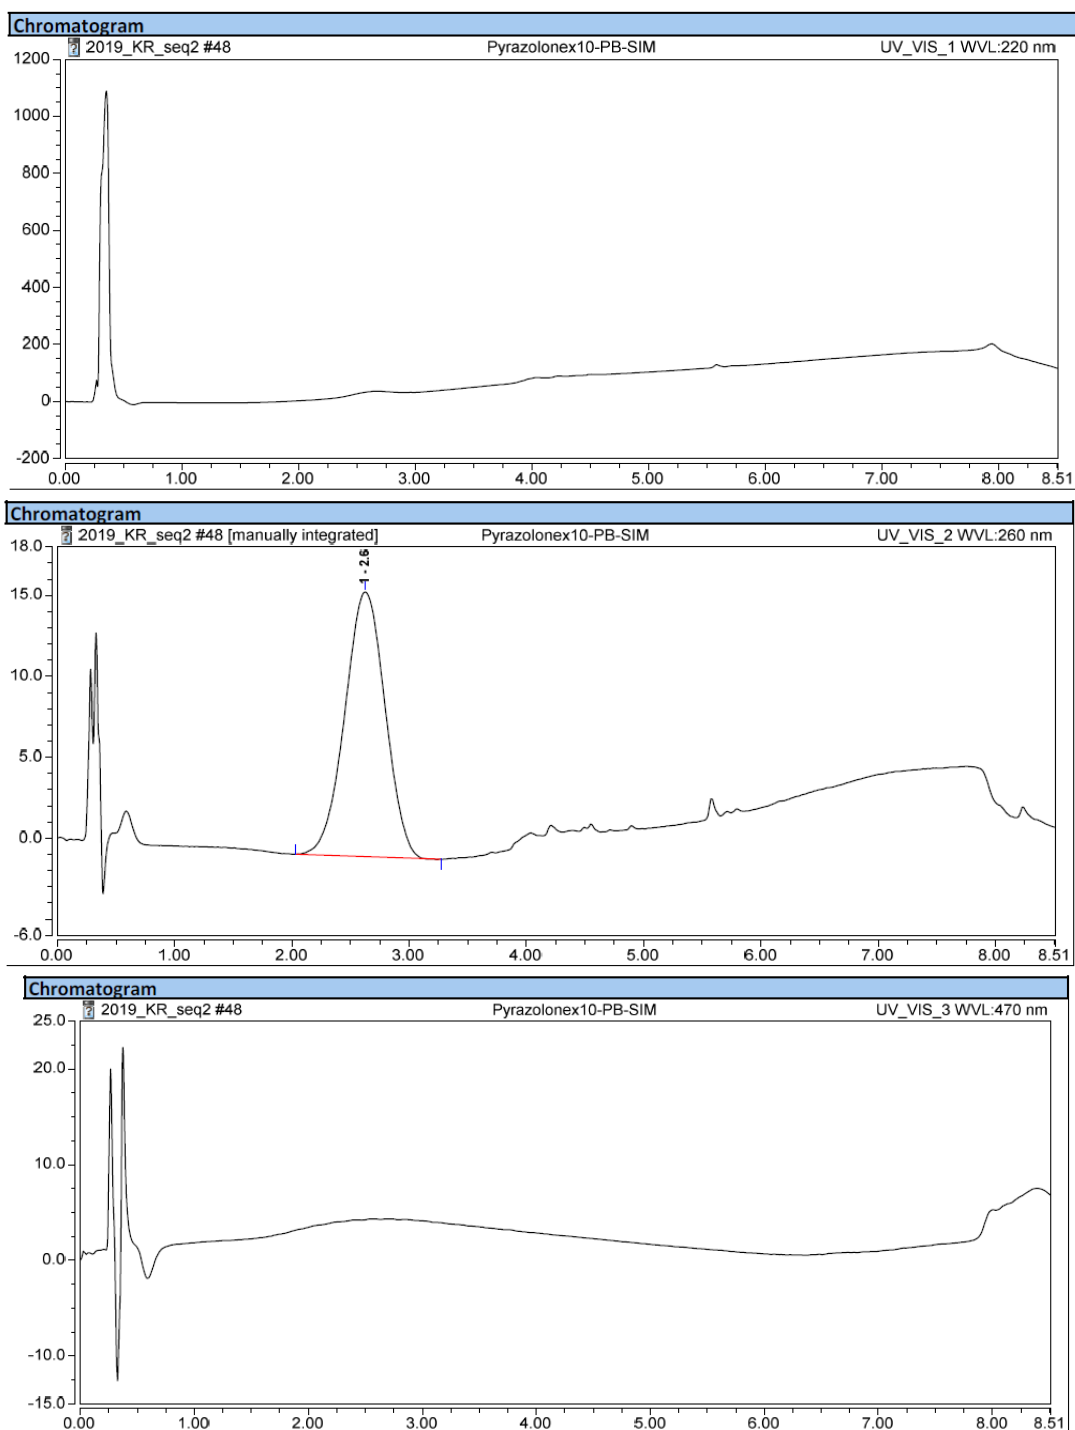 Chromatogram
2019_KR_seq2 #48 Pyrazolonex10-PB-SIM UV_VIS_1 WVL:220 nm
1200
1000
800
600
400
200
0
-200
0.00 1.00 2.00 3.00 4.00 5.00 6.00 7.00 8.00 8.51
Chromatogram
2019_KR_seq2 #48 [manually integrated] Pyrazolonex10-PB-SIM UV_VIS_2 WVL:260 nm
18.0
1 - 2.6
15.0
10.0
5.0
0.0
-6.0
0.00 1.00 2.00 3.00 4.00 5.00 6.00 7.00 8.00 8.51
Chromatogram
2019_KR_seq2 #48 Pyrazolonex10-PB-SIM UV_VIS_3 WVL:470 nm
25.0
20.0
10.0
0.0
-10.0
-15.0
0.00 1.00 2.00 3.00 4.00 5.00 6.00 7.00 8.00 8.51